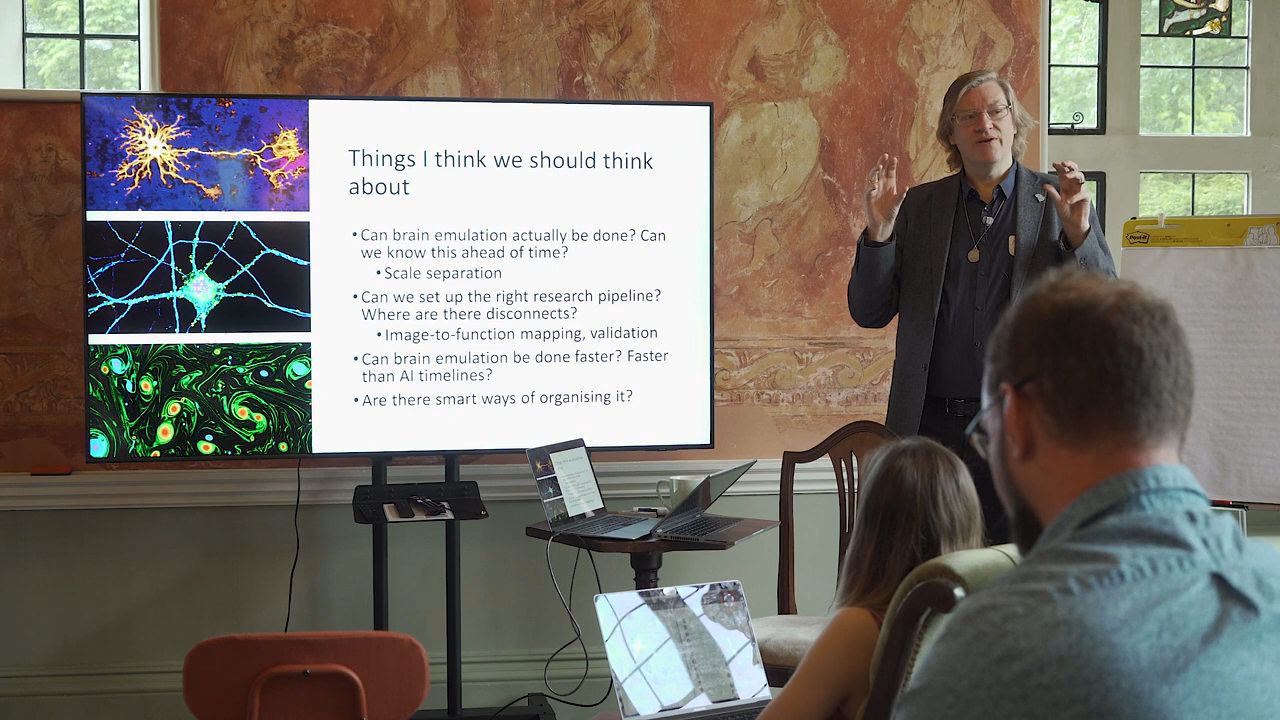 Things I think we should think
about
•Can brain emulation actually be done? Can
we know this ahead of time?
•Scale separation
•Can we set up the right research pipeline?
Where are there disconnects?
•Image-to-function mapping, validation
•Can brain emulation be done faster? Faster
than AI timelines?
•Are there smart ways of organising it?
Post-it